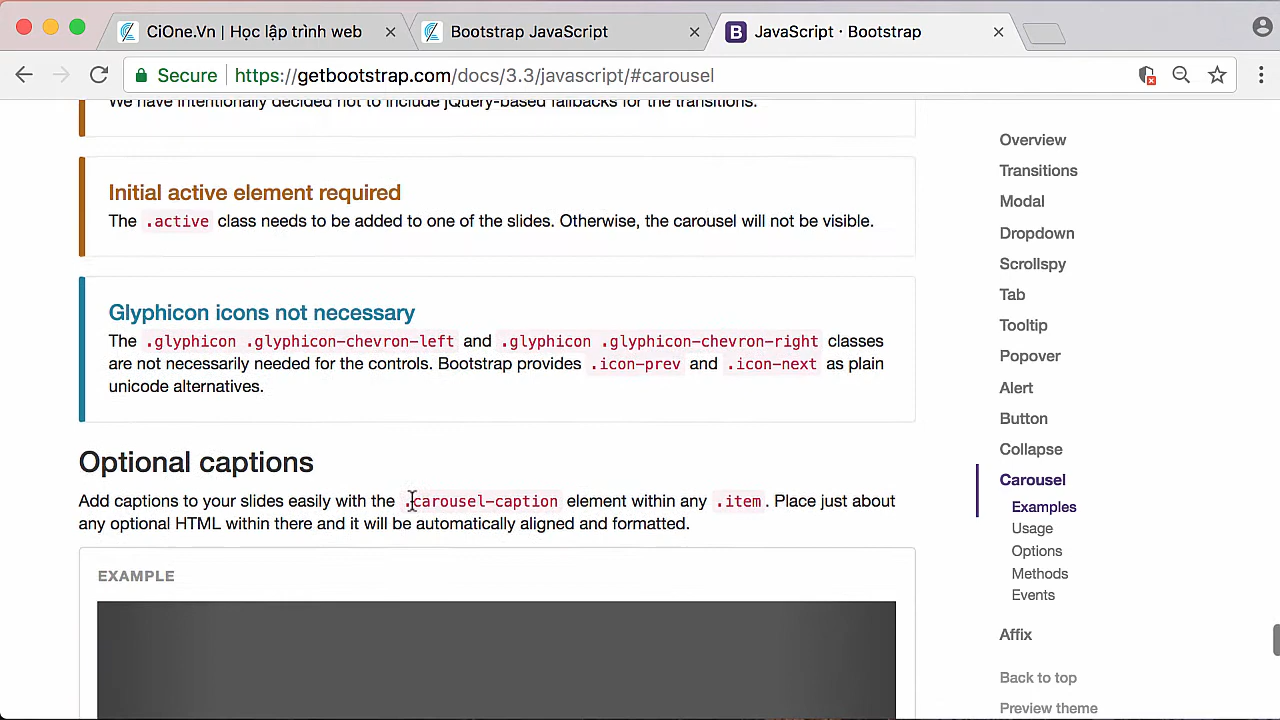 CiOne.Vn | Học lập trình web
Bootstrap JavaScript
JavaScript · Bootstrap
Secure
https://getbootstrap.com/docs/3.3/javascript/#carousel
We have intentionally decided not to include jQuery-based fallbacks for the transitions.
Initial active element required
The .active class needs to be added to one of the slides. Otherwise, the carousel will not be visible.
Glyphicon icons not necessary
The .glyphicon .glyphicon-chevron-left and .glyphicon .glyphicon-chevron-right classes
are not necessarily needed for the controls. Bootstrap provides .icon-prev and .icon-next as plain
unicode alternatives.
Optional captions
Add captions to your slides easily with the .carousel-caption element within any .item. Place just about
any optional HTML within there and it will be automatically aligned and formatted.
EXAMPLE
Overview
Transitions
Modal
Dropdown
Scrollspy
Tab
Tooltip
Popover
Alert
Button
Collapse
Carousel
Examples
Usage
Options
Methods
Events
Affix
Back to top
Preview theme